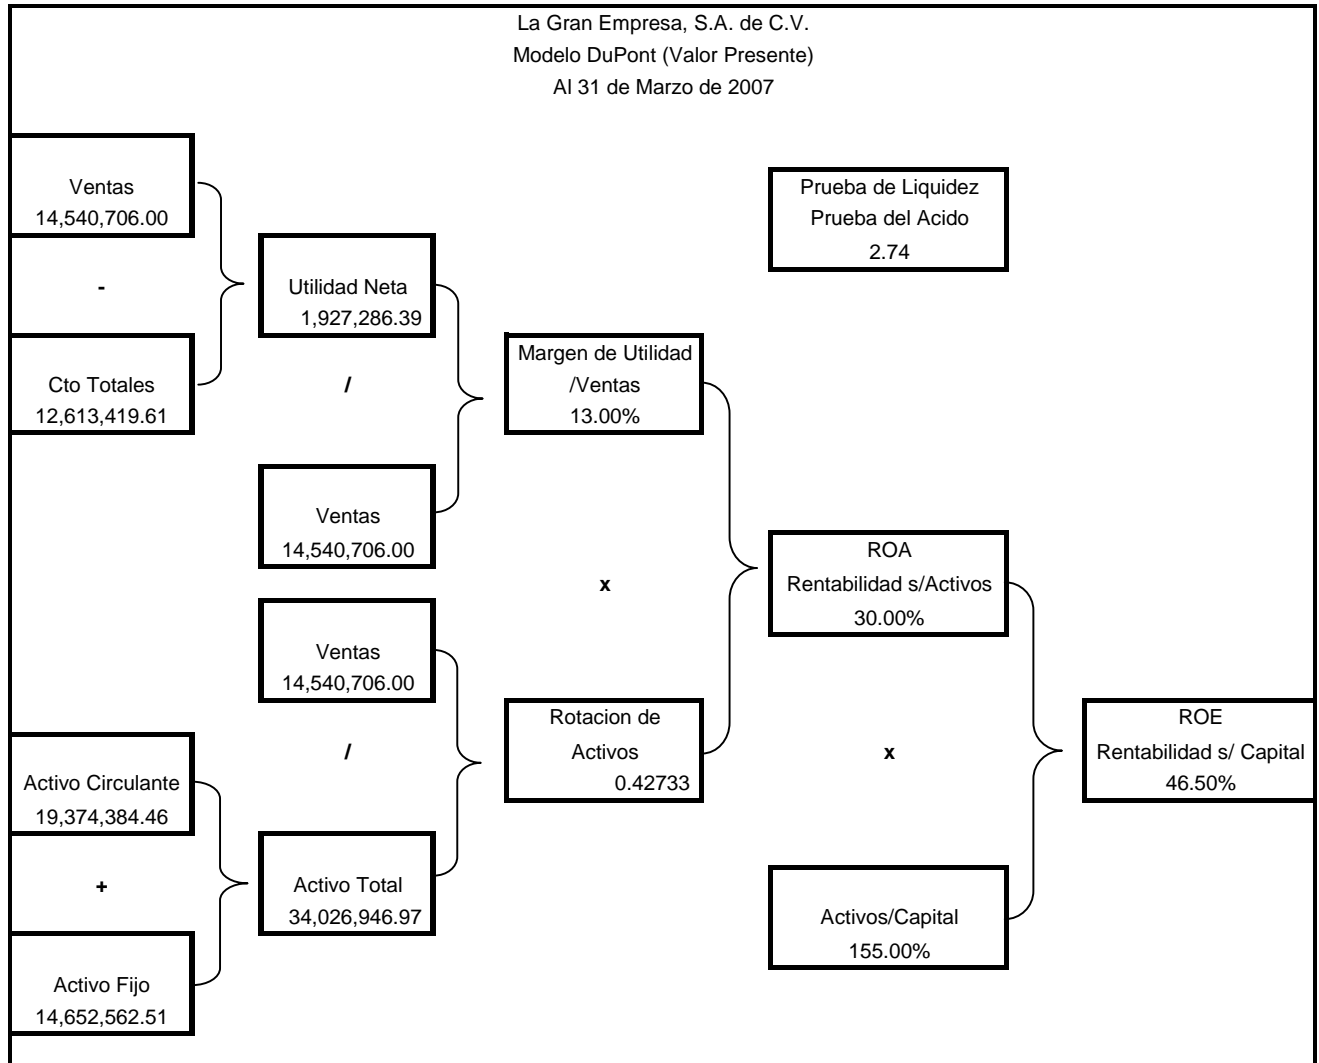 La Gran Empresa, S.A. de C.V.
Modelo DuPont (Valor Presente)
Al 31 de Marzo de 2007
Ventas
14,540,706.00
-
Cto Totales
12,613,419.61
Utilidad Neta
1,927,286.39
/
Ventas
14,540,706.00
Margen de Utilidad
/Ventas
13.00%
Prueba de Liquidez
Prueba del Acido
2.74
x
Ventas
14,540,706.00
/
Activo Circulante
19,374,384.46
+
Activo Fijo
14,652,562.51
Activo Total
34,026,946.97
Rotacion de
Activos
0.42733
ROA
Rentabilidad s/Activos
30.00%
x
Activos/Capital
155.00%
ROE
Rentabilidad s/ Capital
46.50%